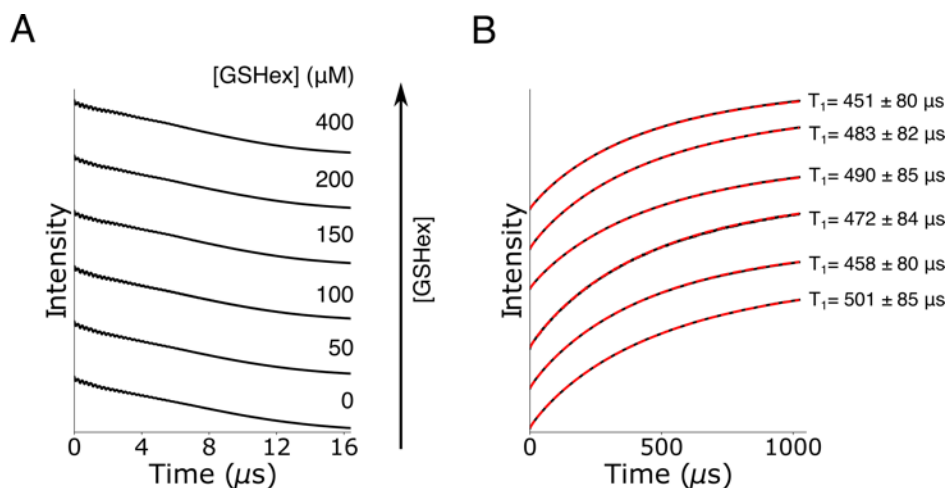 A
B
[GSHex] (µM)
400
200
150
100
50
0
Intensity
0 4 8 12 16
Time (µs)
[GSHex]
T₁= 451 ± 80 µs
T₁= 483 ± 82 µs
T₁= 490 ± 85 µs
T₁= 472 ± 84 µs
T₁= 458 ± 80 µs
T₁= 501 ± 85 µs
Intensity
0 500 1000
Time (µs)